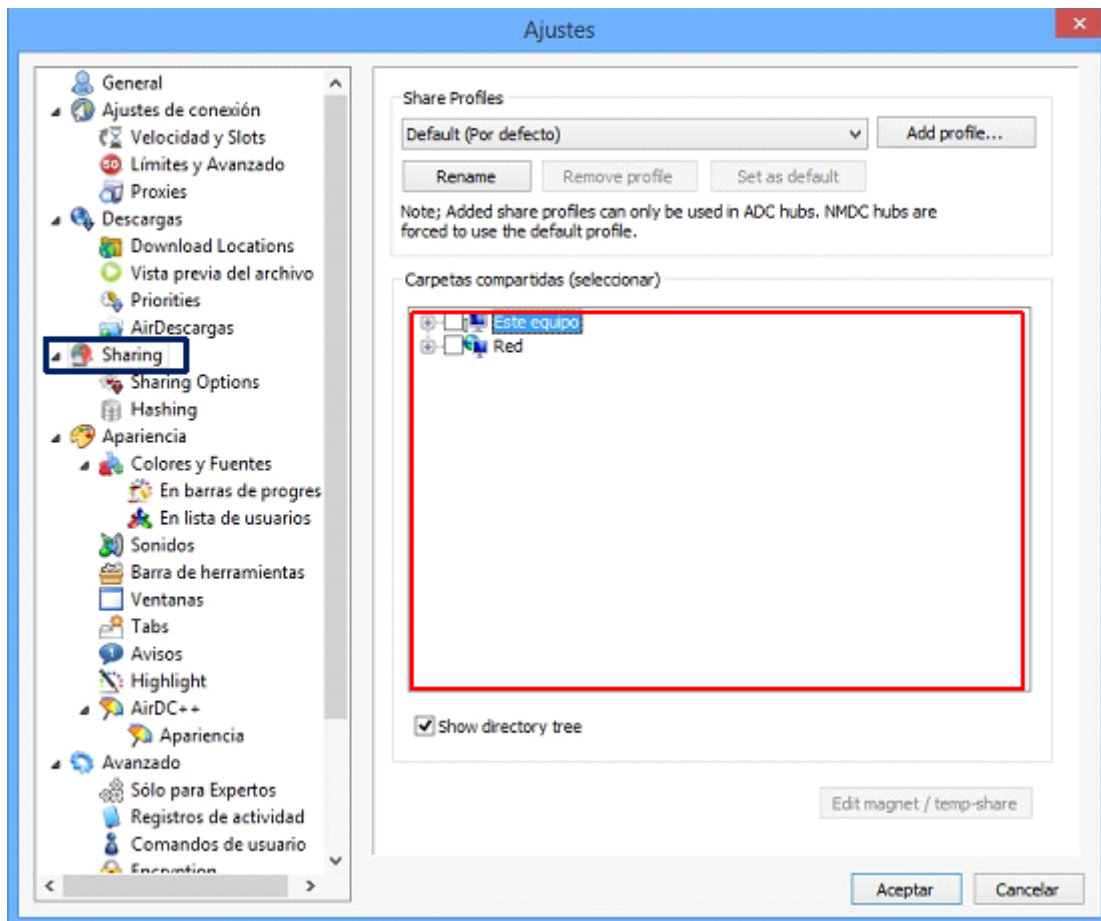 Ajustes
General
Ajustes de conexión
Velocidad y Slots
Límites y Avanzado
Proxies
Descargas
Download Locations
Vista previa del archivo
Priorities
AirDescargas
Sharing
Sharing Options
Hashing
Apariencia
Colores y Fuentes
En barras de progres
En lista de usuarios
Sonidos
Barra de herramientas
Ventanas
Tabs
Avisos
Highlight
AirDC++
Apariencia
Avanzado
Sólo para Expertos
Registros de actividad
Comandos de usuario
Encryption
Share Profiles
Default (Por defecto)
Add profile...
Rename
Remove profile
Set as default
Note; Added share profiles can only be used in ADC hubs. NMDC hubs are
forced to use the default profile.
Carpetas compartidas (seleccionar)
Este equipo
Red
Show directory tree
Edit magnet / temp-share
Aceptar
Cancelar